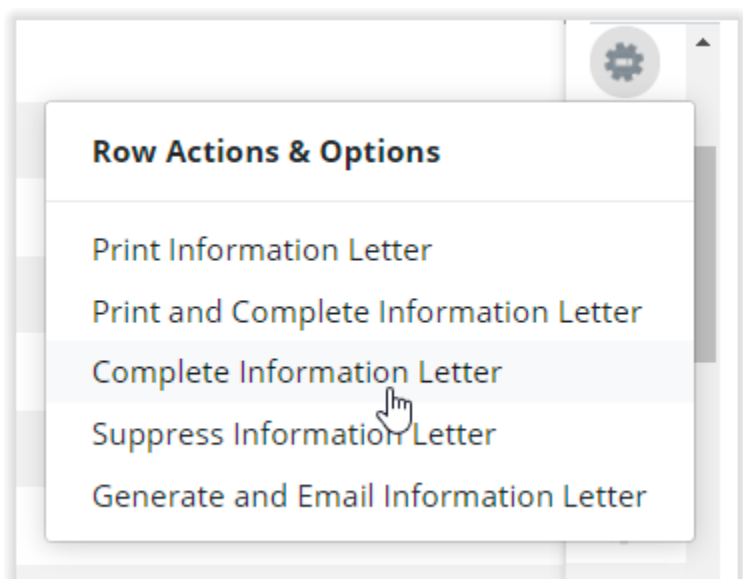 Row Actions & Options
Print Information Letter
Print and Complete Information Letter
Complete Information Letter
Suppress Information Letter
Generate and Email Information Letter